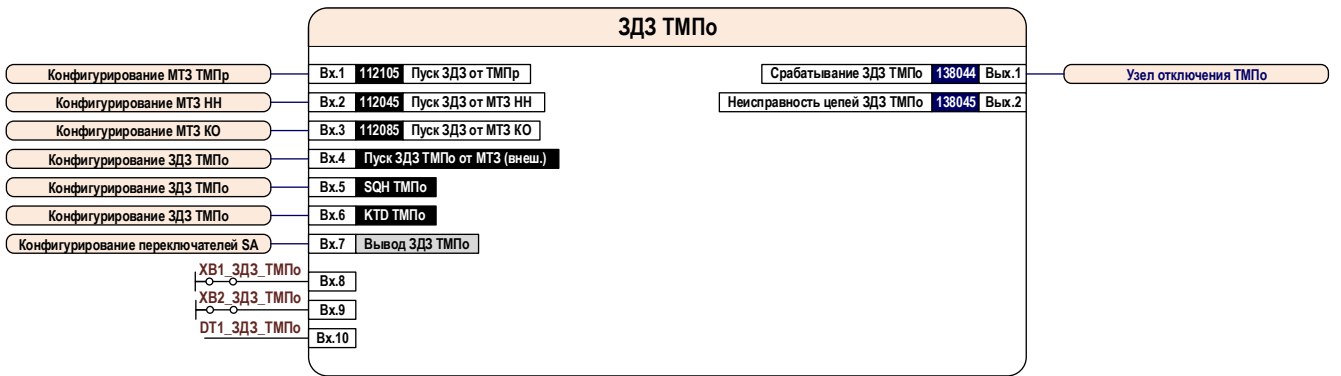 ЗДЗ ТМПо
Конфигурирование МТЗ ТМПр Вх.1 112105 Пуск ЗДЗ от ТМПр Срабатывание ЗДЗ ТМПо 138044 Вых.1 Узел отключения ТМПо
Конфигурирование МТЗ НН Вх.2 112045 Пуск ЗДЗ от МТЗ НН Неисправность цепей ЗДЗ ТМПо 138045 Вых.2
Конфигурирование МТЗ КО Вх.3 112085 Пуск ЗДЗ от МТЗ КО
Конфигурирование ЗДЗ ТМПо Вх.4 Пуск ЗДЗ ТМПо от МТЗ (внеш.)
Конфигурирование ЗДЗ ТМПо Вх.5 SQH ТМПо
Конфигурирование ЗДЗ ТМПо Вх.6 KTD ТМПо
Конфигурирование переключателей SA Вх.7 Вывод ЗДЗ ТМПо
XB1_ЗДЗ_ТМПо Вх.8
XB2_ЗДЗ_ТМПо Вх.9
DT1_ЗДЗ_ТМПо Вх.10